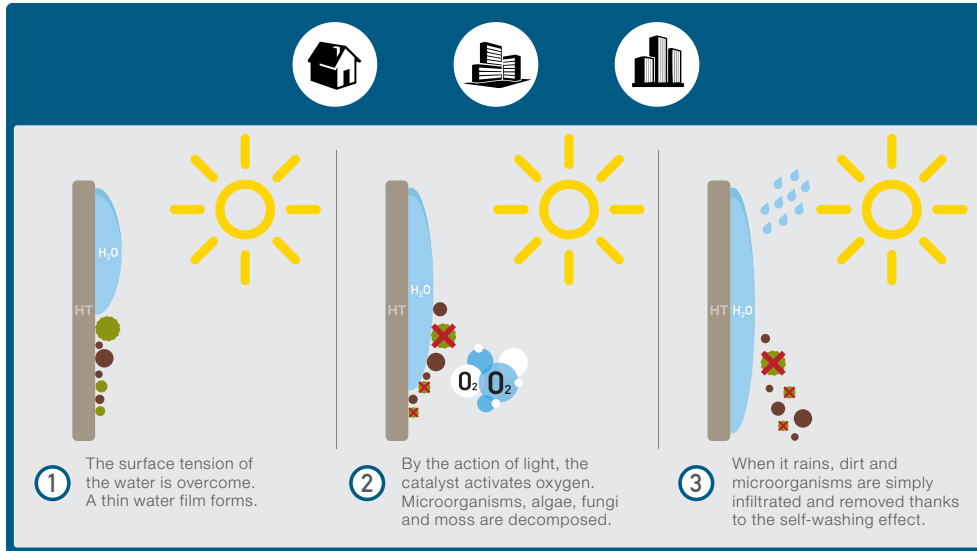 H₂O
HT
1
The surface tension of
the water is overcome.
A thin water film forms.
H₂O
HT
O₂ O₂
2
By the action of light, the
catalyst activates oxygen.
Microorganisms, algae, fungi
and moss are decomposed.
HT H₂O
3
When it rains, dirt and
microorganisms are simply
infiltrated and removed thanks
to the self-washing effect.